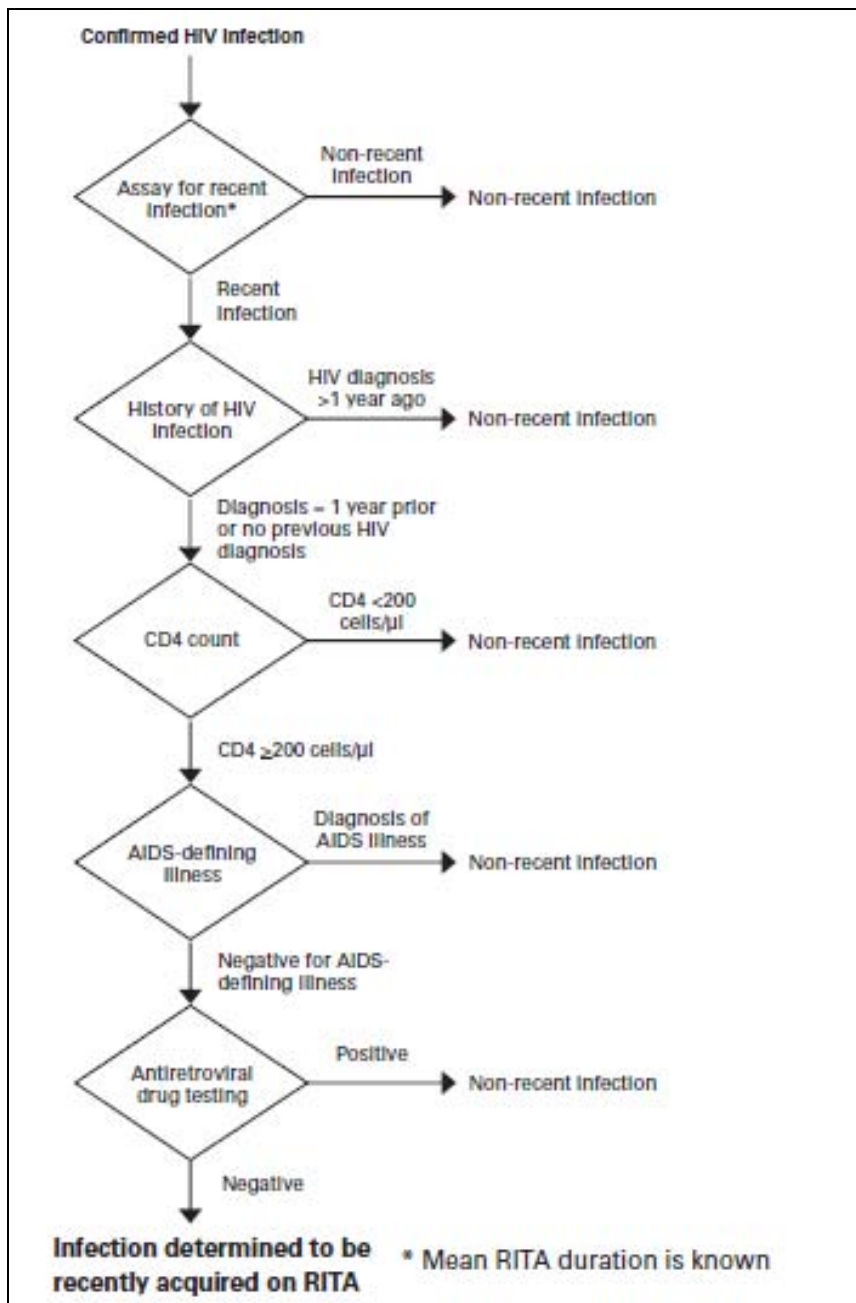 Confirmed HIV Infection
Assay for recent
Infection*
Non-recent
Infection
Non-recent Infection
Recent
Infection
History of HIV
Infection
HIV diagnosis
>1 year ago
Non-recent Infection
Diagnosis = 1 year prior
or no previous HIV
diagnosis
CD4 count
CD4 <200
cells/µl
Non-recent Infection
CD4 ≥200 cells/µl
AIDS-defining
Illness
Diagnosis of
AIDS Illness
Non-recent Infection
Negative for AIDS-
defining Illness
Antiretroviral
drug testing
Positive
Non-recent Infection
Negative
Infection determined to be
recently acquired on RITA
* Mean RITA duration is known